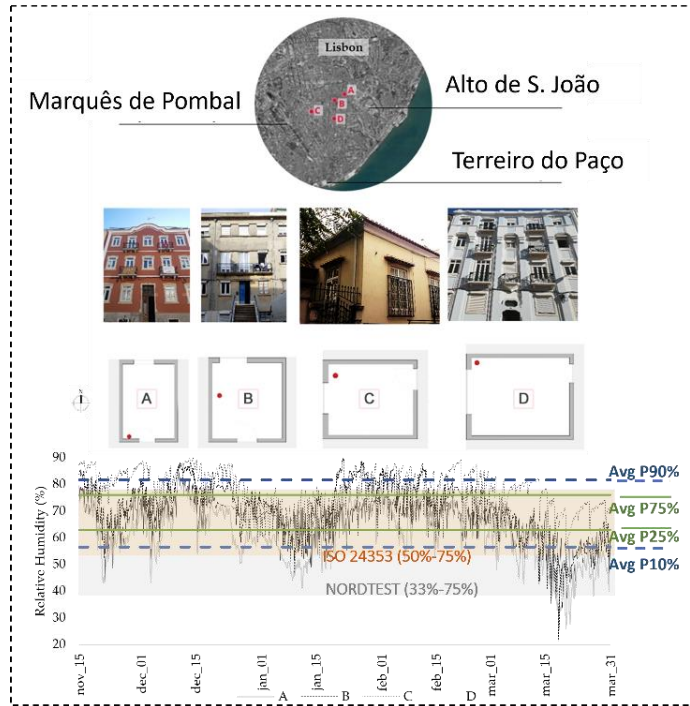 Lisbon
Marquês de Pombal
Alto de S. João
Terreiro do Paço
A
B
C
D
A
B
C
D
Relative Humidity (%)
90
80
70
60
50
40
30
20
Avg P90%
Avg P75%
Avg P25%
Avg P10%
ISO 24353 (50%-75%)
NORDTEST (33%-75%)
nov_15
dec_01
dec_15
jan_01
jan_15
feb_01
feb_15
mar_01
mar_15
mar_31
A B C D